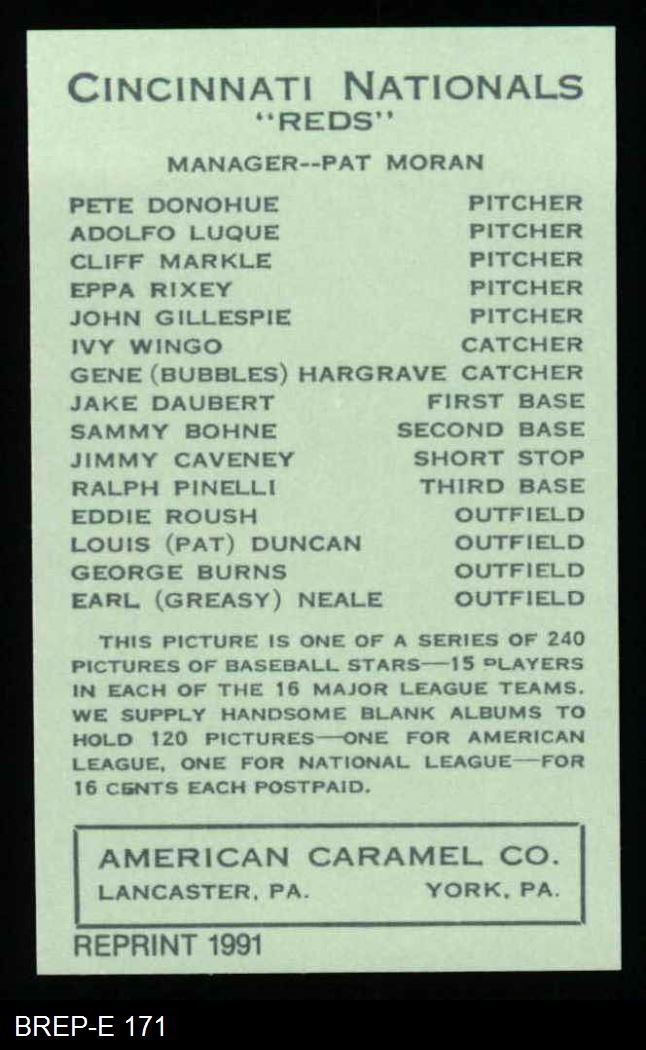 CINCINNATI NATIONALS
"REDS"
MANAGER--PAT MORAN
PETE DONOHUE PITCHER
ADOLFO LUQUE PITCHER
CLIFF MARKLE PITCHER
EPPA RIXEY PITCHER
JOHN GILLESPIE PITCHER
IVY WINGO CATCHER
GENE (BUBBLES) HARGRAVE CATCHER
JAKE DAUBERT FIRST BASE
SAMMY BOHNE SECOND BASE
JIMMY CAVENEY SHORT STOP
RALPH PINELLI THIRD BASE
EDDIE ROUSH OUTFIELD
LOUIS (PAT) DUNCAN OUTFIELD
GEORGE BURNS OUTFIELD
EARL (GREASY) NEALE OUTFIELD
THIS PICTURE IS ONE OF A SERIES OF 240
PICTURES OF BASEBALL STARS—15 PLAYERS
IN EACH OF THE 16 MAJOR LEAGUE TEAMS.
WE SUPPLY HANDSOME BLANK ALBUMS TO
HOLD 120 PICTURES—ONE FOR AMERICAN
LEAGUE, ONE FOR NATIONAL LEAGUE—FOR
16 CENTS EACH POSTPAID.
AMERICAN CARAMEL CO.
LANCASTER, PA. YORK, PA.
REPRINT 1991
BREP-E 171